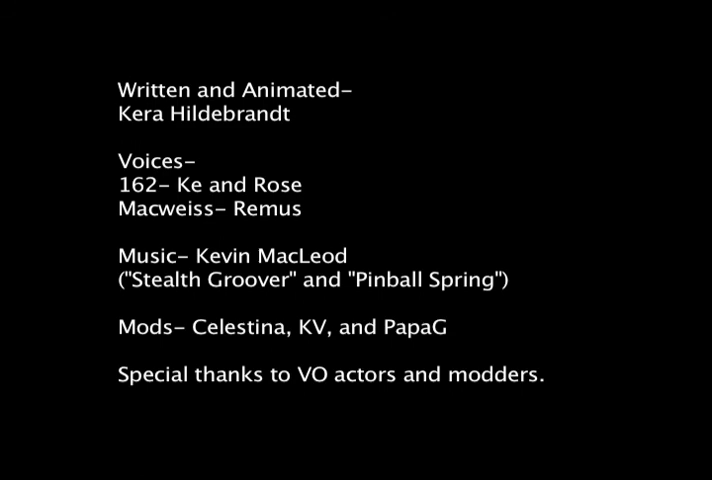 Written and Animated-
Kera Hildebrandt
Voices-
162- Ke and Rose
Macweiss- Remus
Music- Kevin MacLeod
("Stealth Groover" and "Pinball Spring")
Mods- Celestina, KV, and PapaG
Special thanks to VO actors and modders.